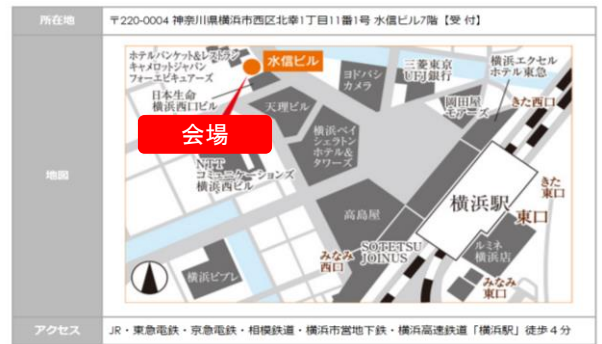 所在地
〒220-0004 神奈川県横浜市西区北幸1丁目11番1号 水信ビル7階【受 付】
地図
ホテルバンケット&レストラン
キャメロットジャパン
フォーエピキュアーズ
水信ビル
日本生命
横浜西口ビル
天理ビル
ヨドバシ
カメラ
三菱東京
UFJ銀行
横浜エクセル
ホテル東急
岡田屋
モアーズ
きた西口
会場
横浜ベイ
シェラトン
ホテル&
タワーズ
NTT
コミュニケーションズ
横浜西ビル
高島屋
横浜駅
きた
東口
東口
みなみ
西口
SOTETSU
JOINUS
ルミネ
横浜店
みなみ
東口
横浜ビブレ
アクセス
JR・東急電鉄・京急電鉄・相模鉄道・横浜市営地下鉄・横浜高速鉄道「横浜駅」徒歩4分